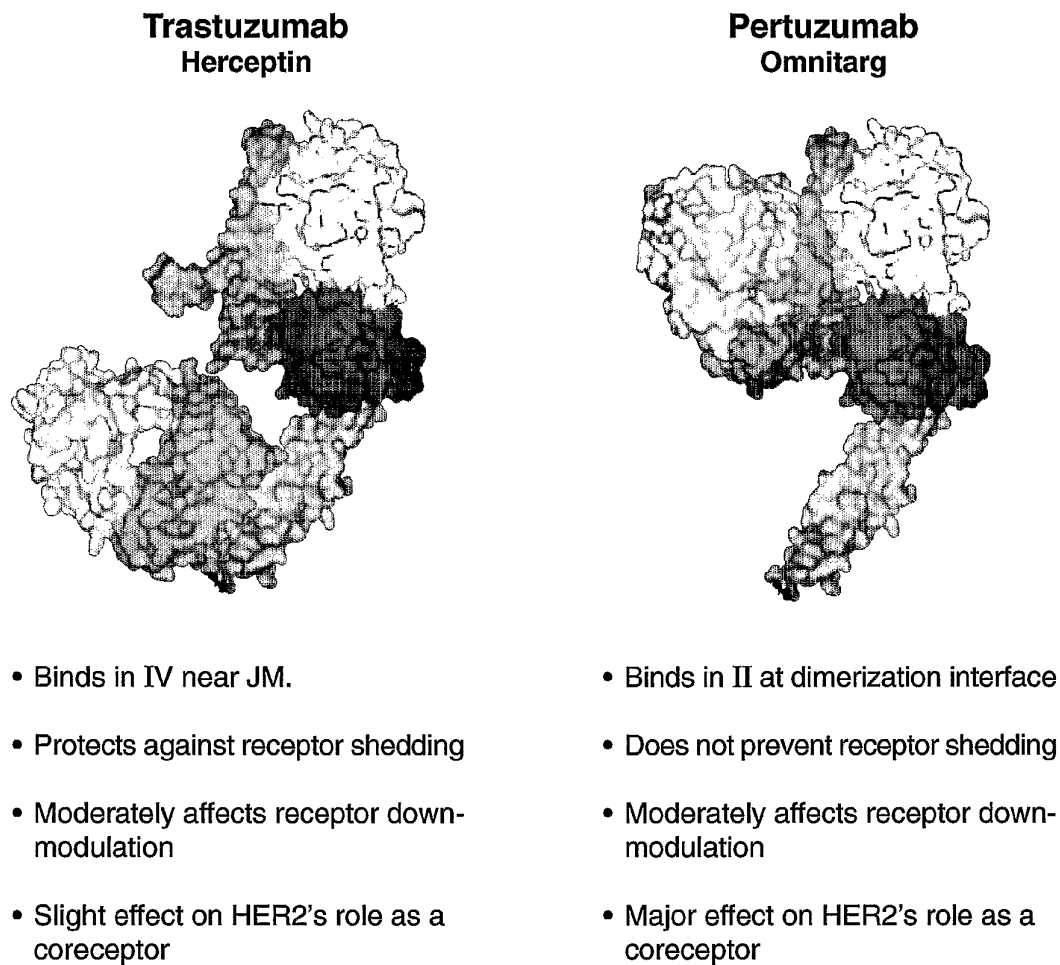 Trastuzumab
Herceptin
Pertuzumab
Omnitarg
• Binds in IV near JM.
• Protects against receptor shedding
• Moderately affects receptor down-
modulation
• Slight effect on HER2's role as a
coreceptor
• Binds in II at dimerization interface
• Does not prevent receptor shedding
• Moderately affects receptor down-
modulation
• Major effect on HER2's role as a
coreceptor